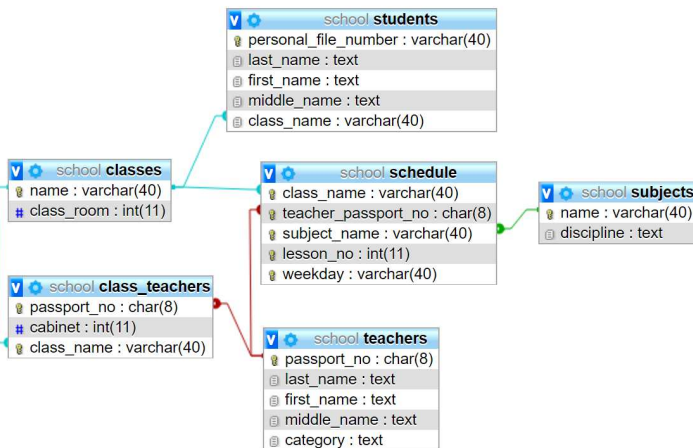 school students
personal_file_number : varchar(40)
last_name : text
first_name : text
middle_name : text
class_name : varchar(40)
school classes
name : varchar(40)
# class_room : int(11)
school schedule
class_name : varchar(40)
teacher_passport_no : char(8)
subject_name : varchar(40)
lesson_no : int(11)
weekday : varchar(40)
school subjects
name : varchar(40)
discipline : text
school class_teachers
passport_no : char(8)
# cabinet : int(11)
class_name : varchar(40)
school teachers
passport_no : char(8)
last_name : text
first_name : text
middle_name : text
category : text